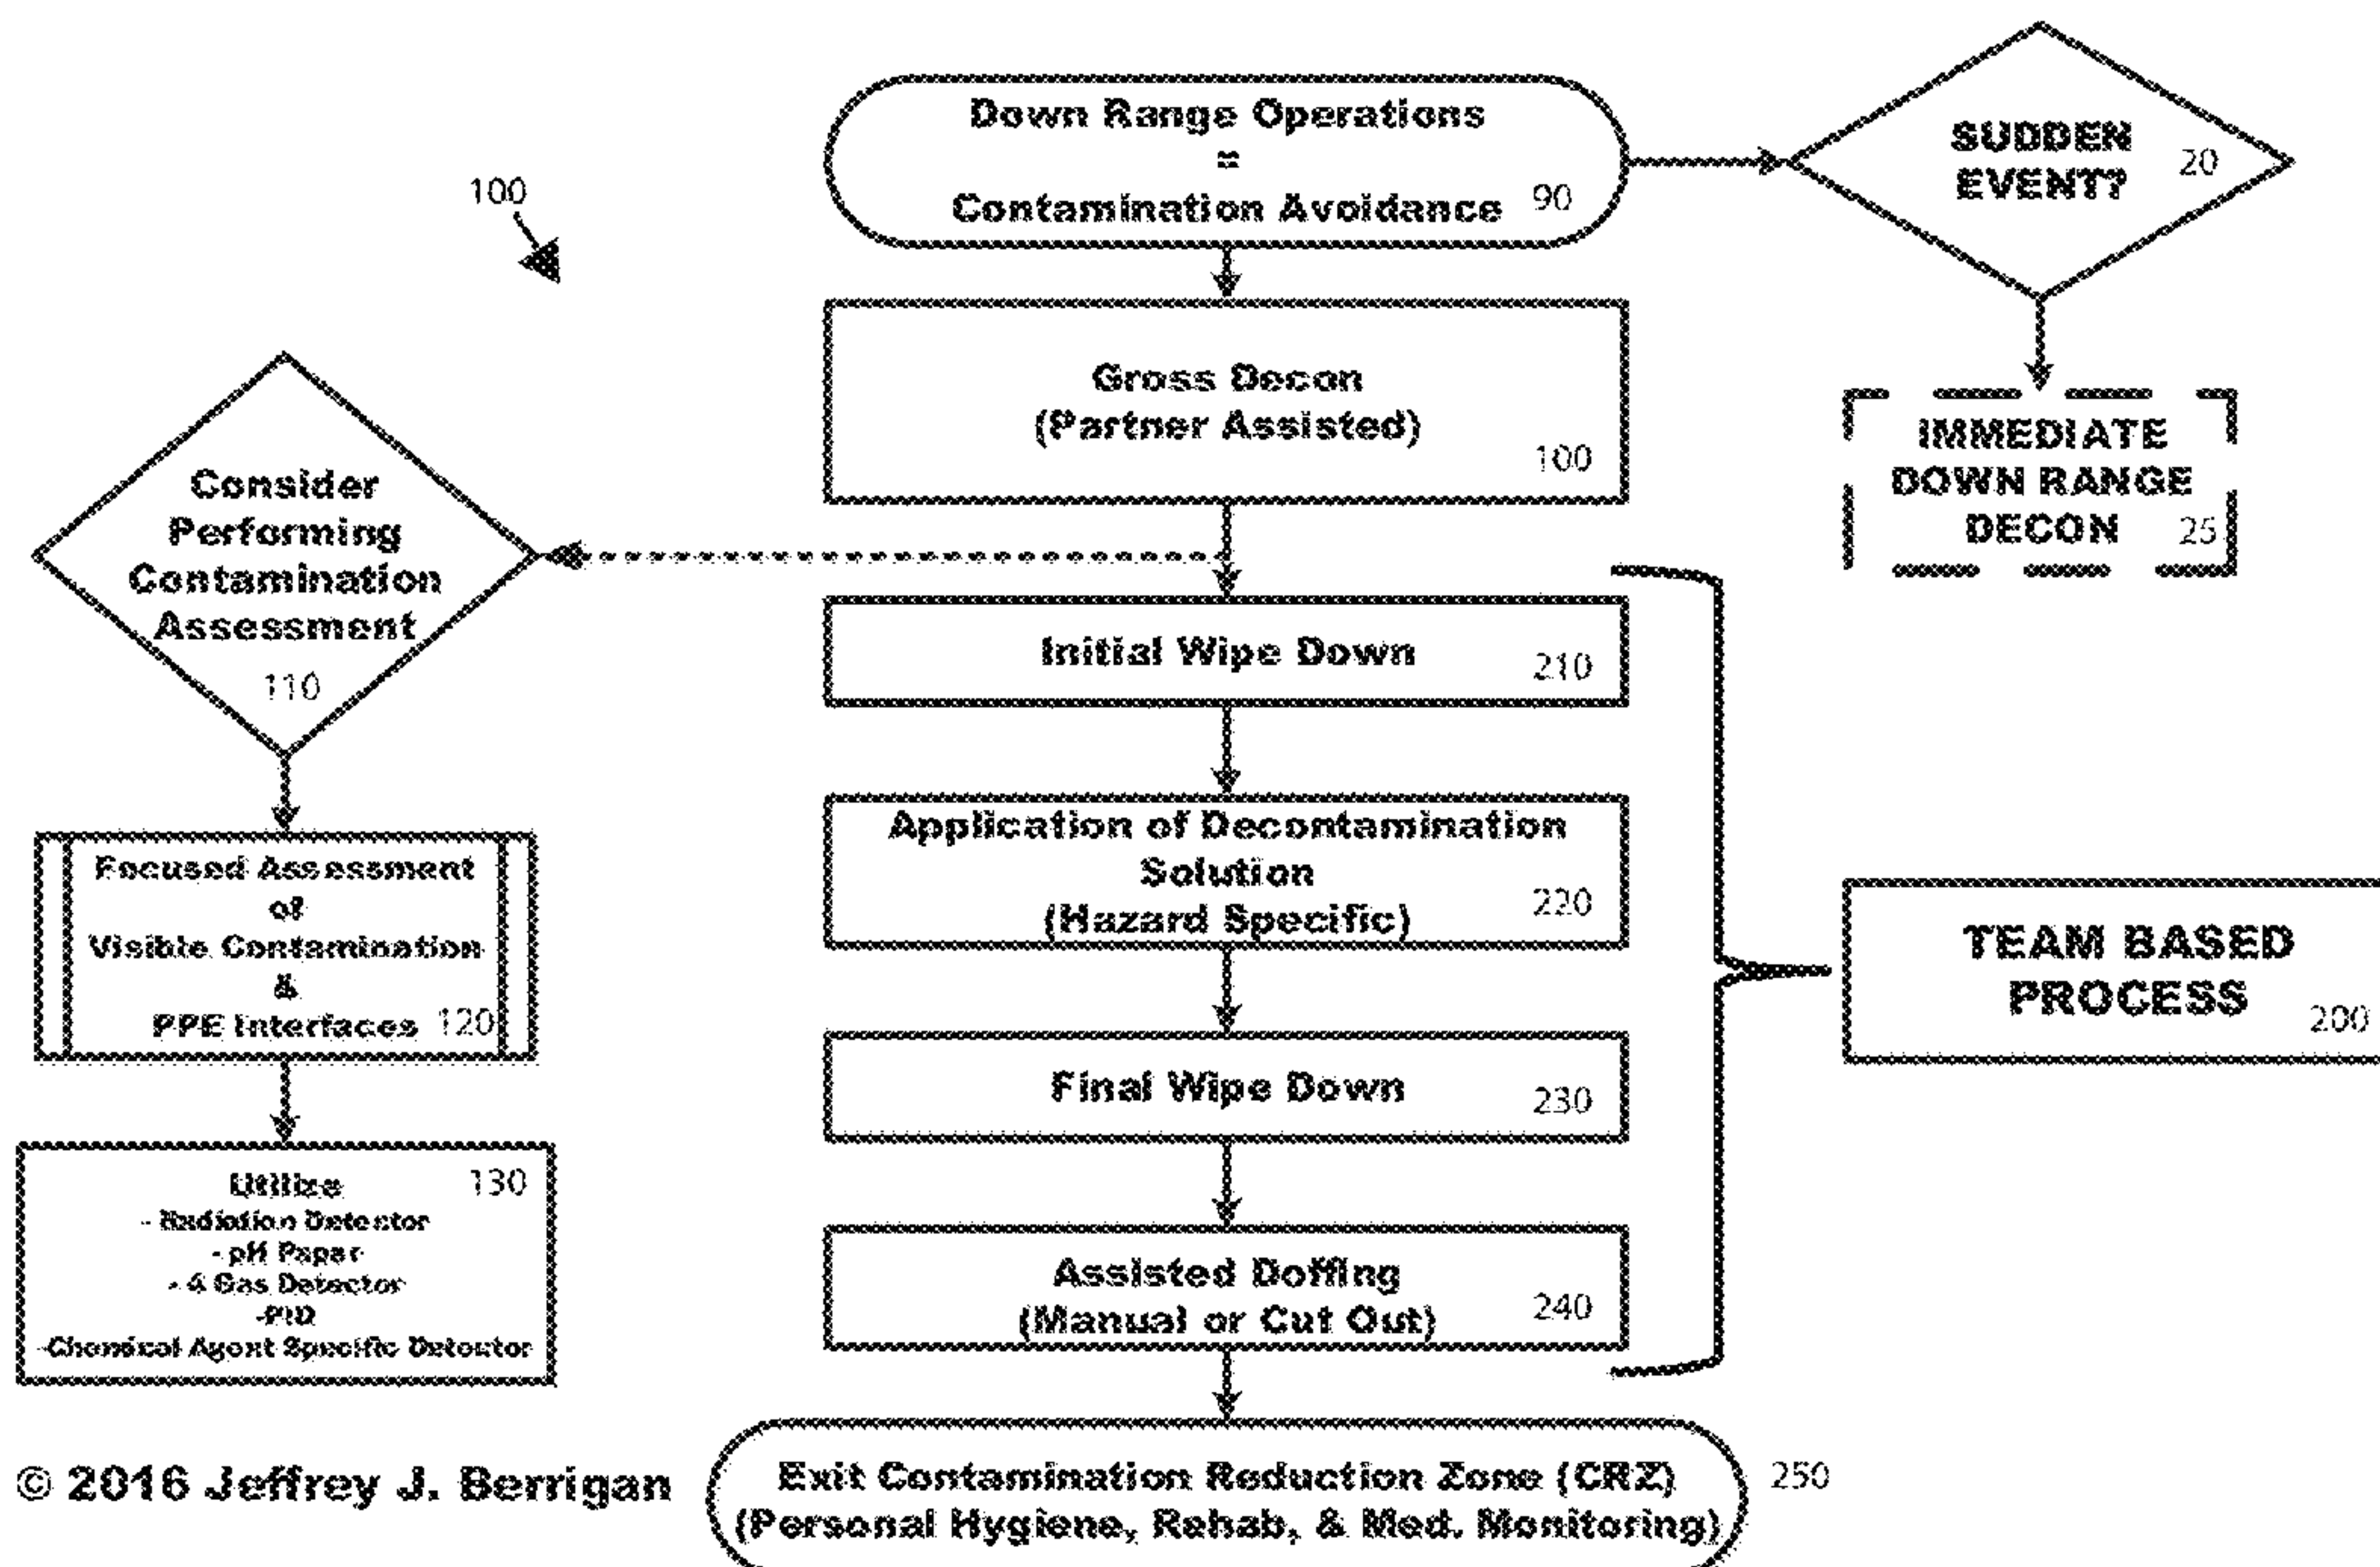 Down Range Operations
=
Contamination Avoidance 90
SUDDEN
EVENT? 20
100
Gross Decon
(Partner Assisted)
100
IMMEDIATE
DOWN RANGE
DECON 25
Consider
Performing
Contamination
Assessment
110
Initial Wipe Down 210
Application of Decontamination
Solution
(Hazard Specific) 220
Focused Assessment
of
Visible Contamination
&
PPE Interfaces 120
TEAM BASED
PROCESS 200
Final Wipe Down 230
Utilize 130
- Radiation Detector
- pH Paper
- 4 Gas Detector
-PID
-Chemical Agent Specific Detector
Assisted Doffing
(Manual or Cut Out) 240
Exit Contamination Reduction Zone (CRZ) 250
(Personal Hygiene, Rehab, & Med. Monitoring)
© 2016 Jeffrey J. Berrigan